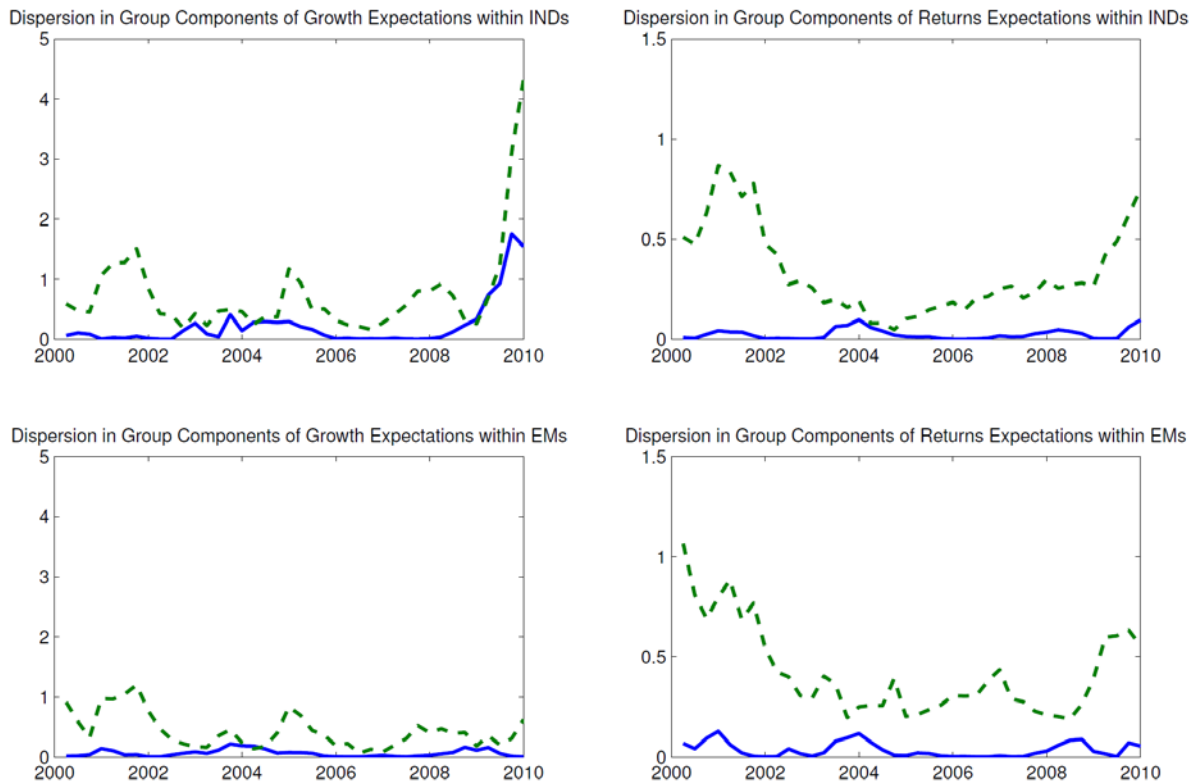 Dispersion in Group Components of Growth Expectations within INDs
5
4
3
2
1
0
2000 2002 2004 2006 2008 2010
Dispersion in Group Components of Returns Expectations within INDs
1.5
1
0.5
0
2000 2002 2004 2006 2008 2010
Dispersion in Group Components of Growth Expectations within EMs
5
4
3
2
1
0
2000 2002 2004 2006 2008 2010
Dispersion in Group Components of Returns Expectations within EMs
1.5
1
0.5
0
2000 2002 2004 2006 2008 2010